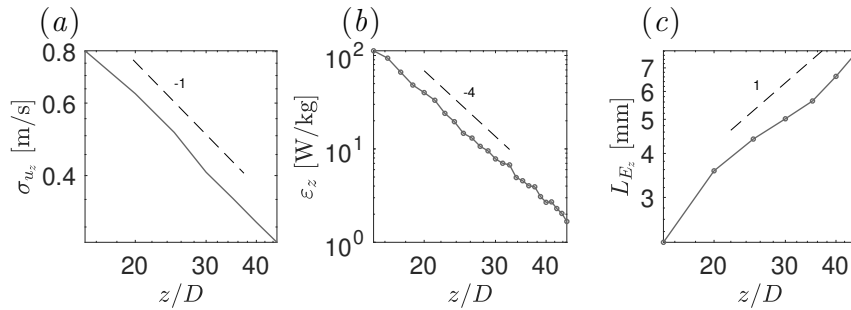 (a)
0.8
0.6
0.4
σ_{u_z} [m/s]
-1
20
30
40
z/D
(b)
10^2
10^1
10^0
ε_z [W/kg]
-4
20
30
40
z/D
(c)
7
6
5
4
3
L_{E_z} [mm]
1
20
30
40
z/D